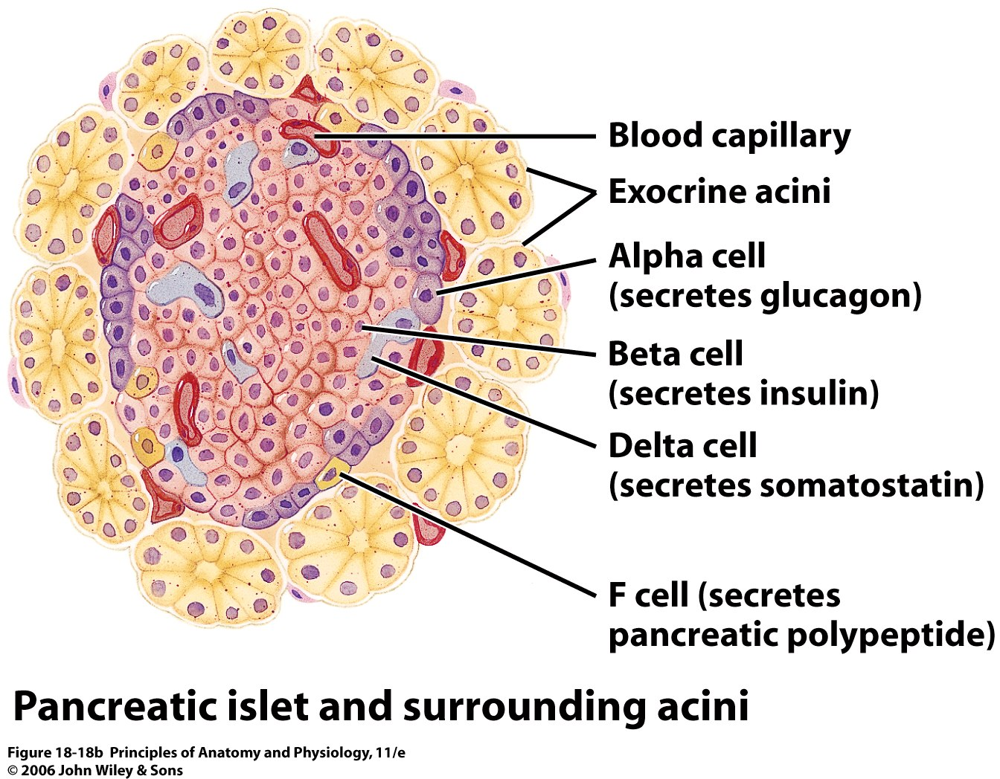 Blood capillary
Exocrine acini
Alpha cell
(secretes glucagon)
Beta cell
(secretes insulin)
Delta cell
(secretes somatostatin)
F cell (secretes
pancreatic polypeptide)
Pancreatic islet and surrounding acini
Figure 18-18b Principles of Anatomy and Physiology, 11/e
© 2006 John Wiley & Sons